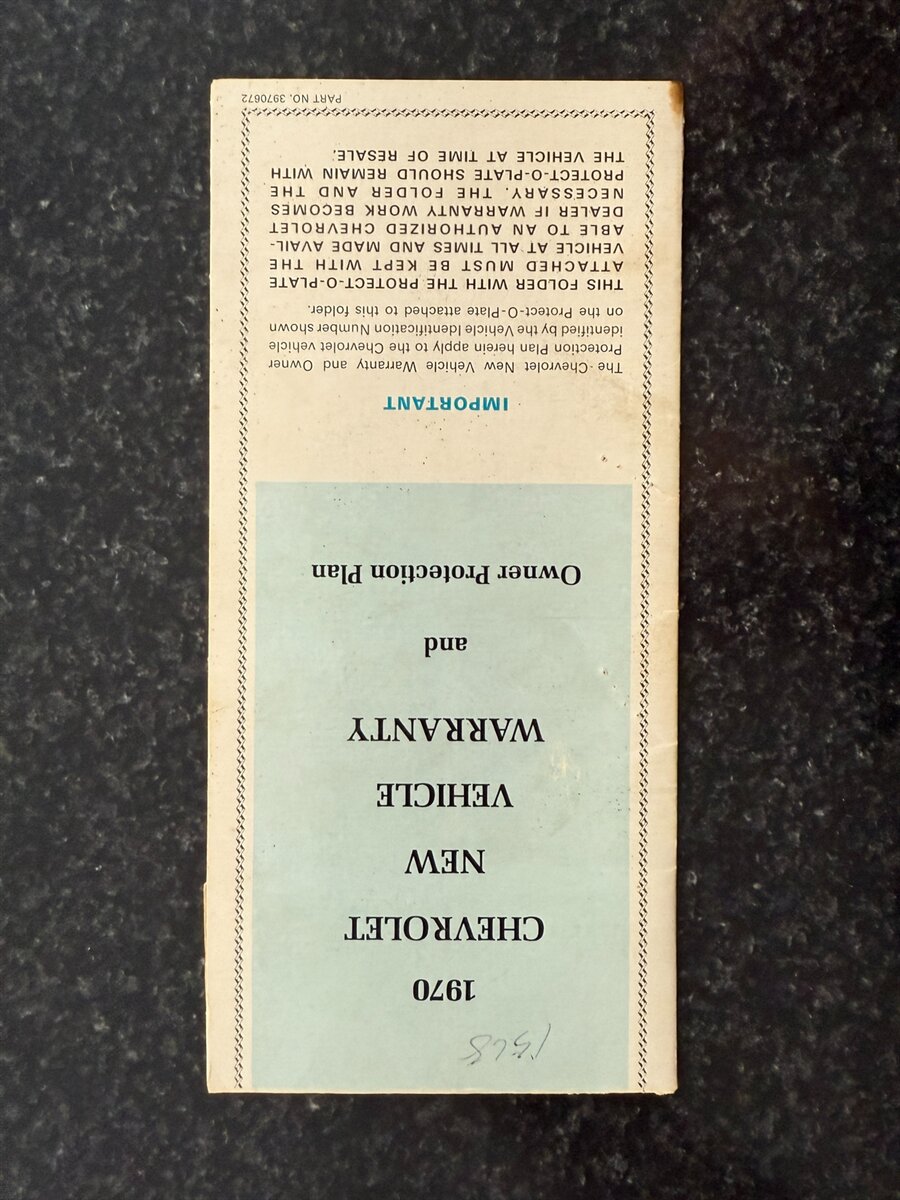 1970
CHEVROLET
NEW
VEHICLE
WARRANTY
and
Owner Protection Plan
IMPORTANT
The Chevrolet New Vehicle Warranty and Owner
Protection Plan herein apply to the Chevrolet vehicle
identified by the Vehicle Identification Number shown
on the Protect-O-Plate attached to this folder.
THIS FOLDER WITH THE PROTECT-O-PLATE
ATTACHED MUST BE KEPT WITH THE
VEHICLE AT ALL TIMES AND MADE AVAIL-
ABLE TO AN AUTHORIZED CHEVROLET
DEALER IF WARRANTY WORK BECOMES
NECESSARY. THE FOLDER AND THE
PROTECT-O-PLATE SHOULD REMAIN WITH
THE VEHICLE AT TIME OF RESALE.
PART NO. 3970672